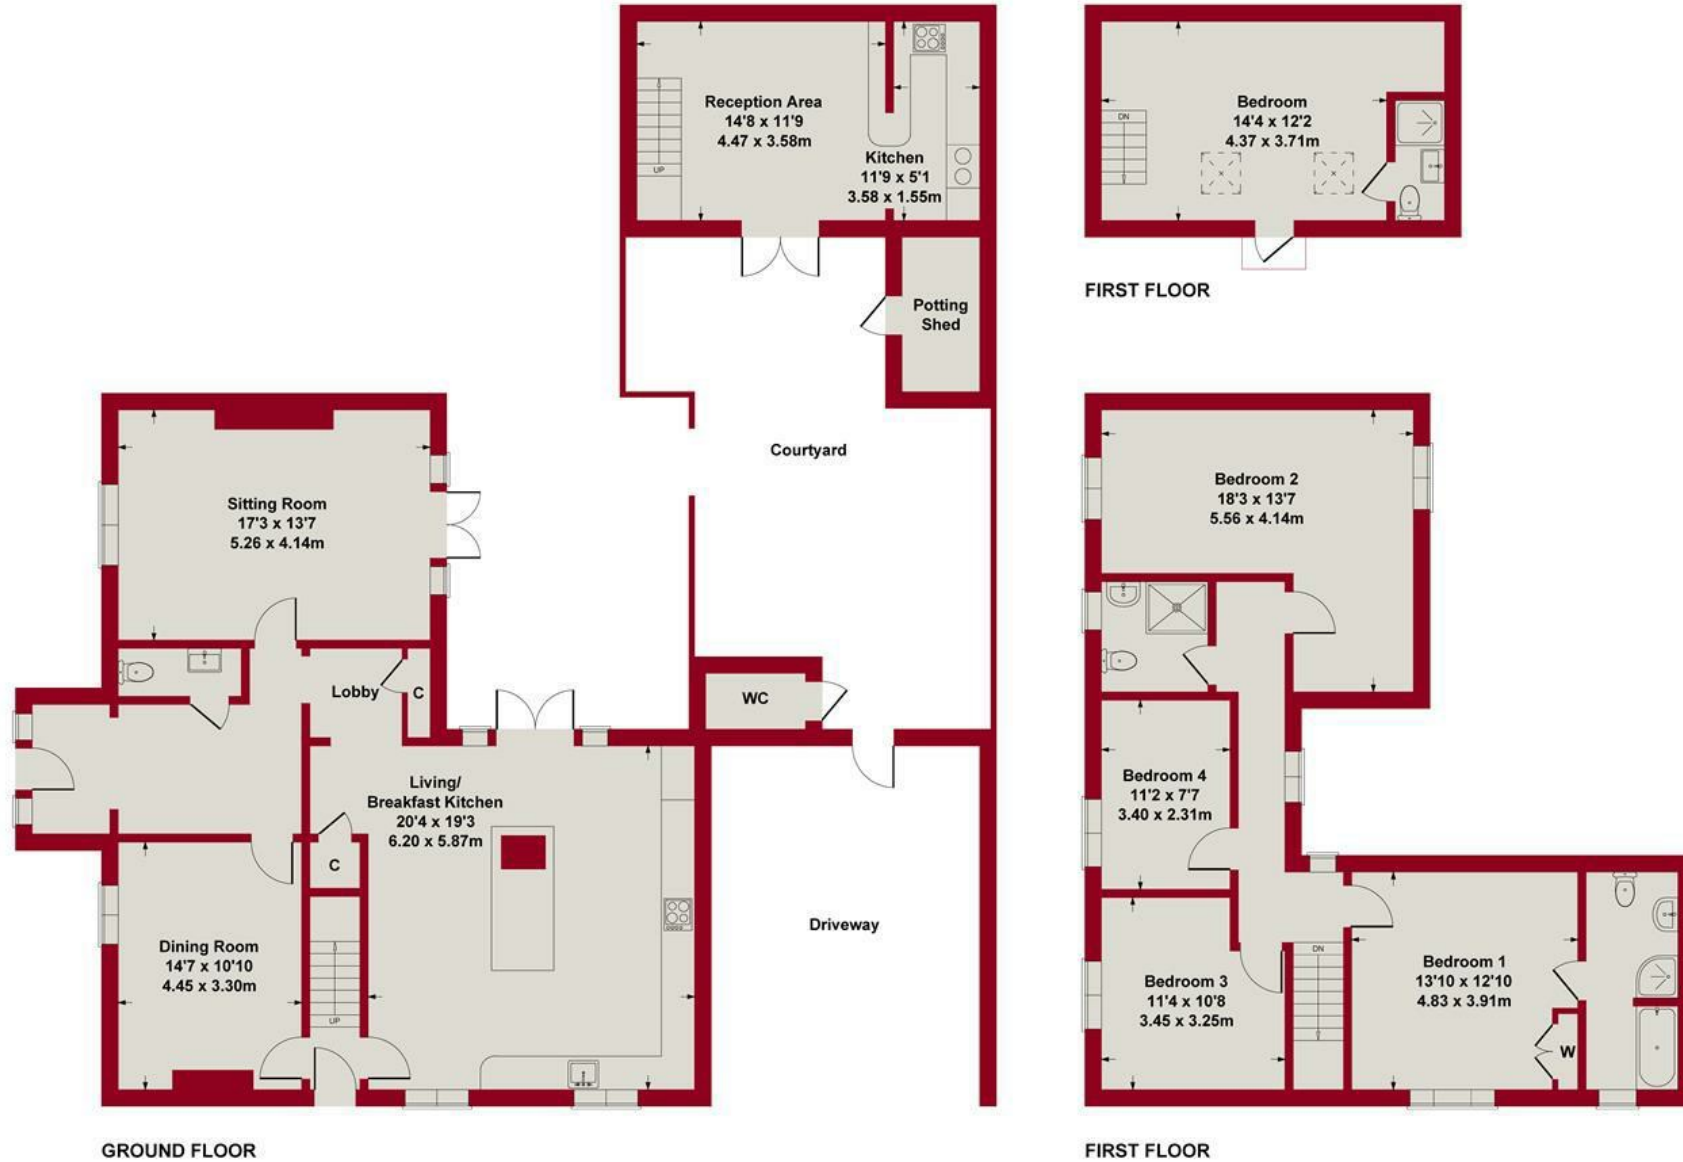 Reception Area
14'8 x 11'9
4.47 x 3.58m
UP
Kitchen
11'9 x 5'1
3.58 x 1.55m
Bedroom
14'4 x 12'2
4.37 x 3.71m
DN
FIRST FLOOR
Potting
Shed
Courtyard
Sitting Room
17'3 x 13'7
5.26 x 4.14m
Lobby
C
WC
Living/
Breakfast Kitchen
20'4 x 19'3
6.20 x 5.87m
C
Driveway
Dining Room
14'7 x 10'10
4.45 x 3.30m
UP
GROUND FLOOR
Bedroom 2
18'3 x 13'7
5.56 x 4.14m
Bedroom 4
11'2 x 7'7
3.40 x 2.31m
Bedroom 3
11'4 x 10'8
3.45 x 3.25m
DN
Bedroom 1
13'10 x 12'10
4.83 x 3.91m
W
FIRST FLOOR